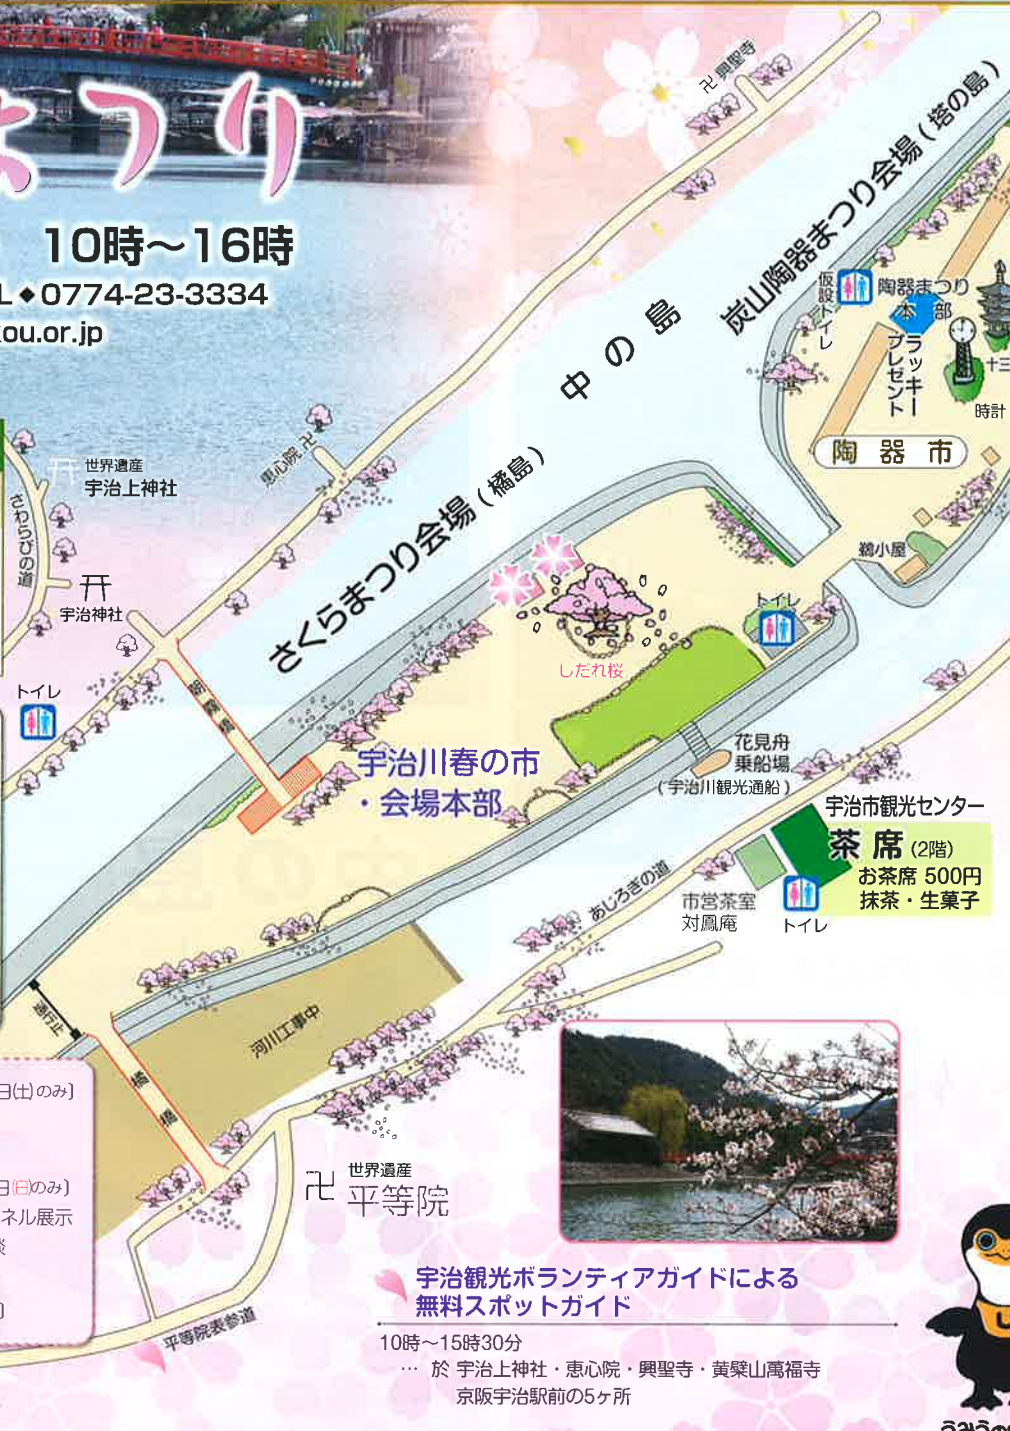 まつり
10時～16時
L◆0774-23-3334
kou.or.jp
卍 興聖寺
炭山陶器まつり会場（塔の島）
中の島
仮設トイレ
陶器まつり
本部
ラッキー
プレゼント
十三
時計
陶器市
鵜小屋
恵心院 卍
世界遺産
宇治上神社
さわらびの道
宇治神社
トイレ
さくらまつり会場（橘島）
しだれ桜
トイレ
朝霧橋
宇治川春の市
・会場本部
花見舟
乗船場
（宇治川観光通船）
宇治市観光センター
茶席(2階)
お茶席 500円
抹茶・生菓子
市営茶室
対鳳庵
トイレ
あじろぎの道
通行止
河川工事中
橘橋
日(土)のみ〕
日(日)のみ〕
ネル展示
談
〕
卍 世界遺産
平等院
平等院表参道
宇治観光ボランティアガイドによる
無料スポットガイド
10時～15時30分
… 於 宇治上神社・恵心院・興聖寺・黄檗山萬福寺
京阪宇治駅前の5ヶ所
U